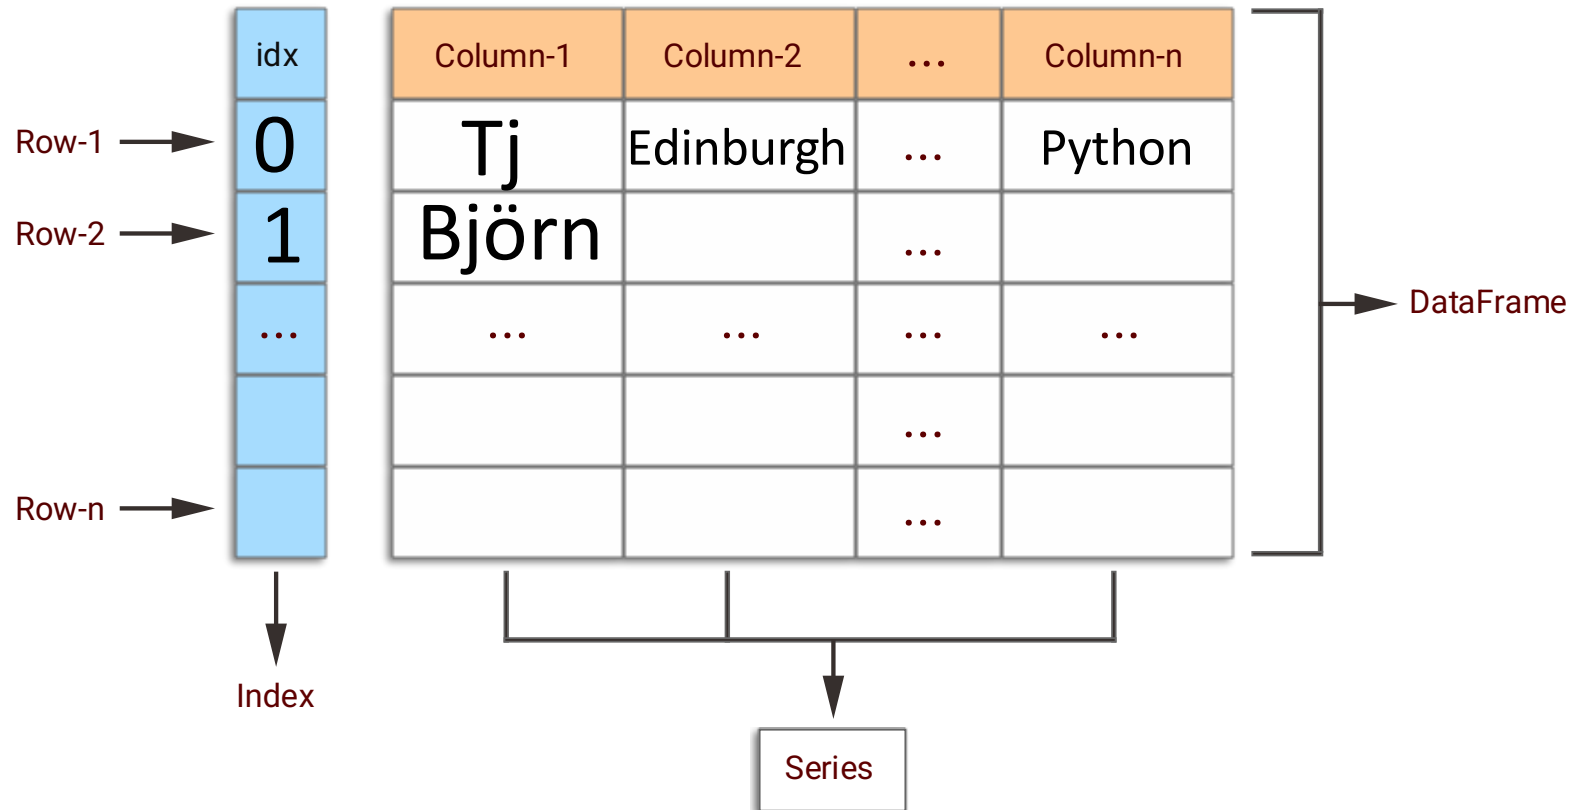 idx Column-1 Column-2 ... Column-n
Row-1 0 Tj Edinburgh ... Python
Row-2 1 Björn ...
... ... ... ... ...
...
Row-n ...
DataFrame
Index
Series